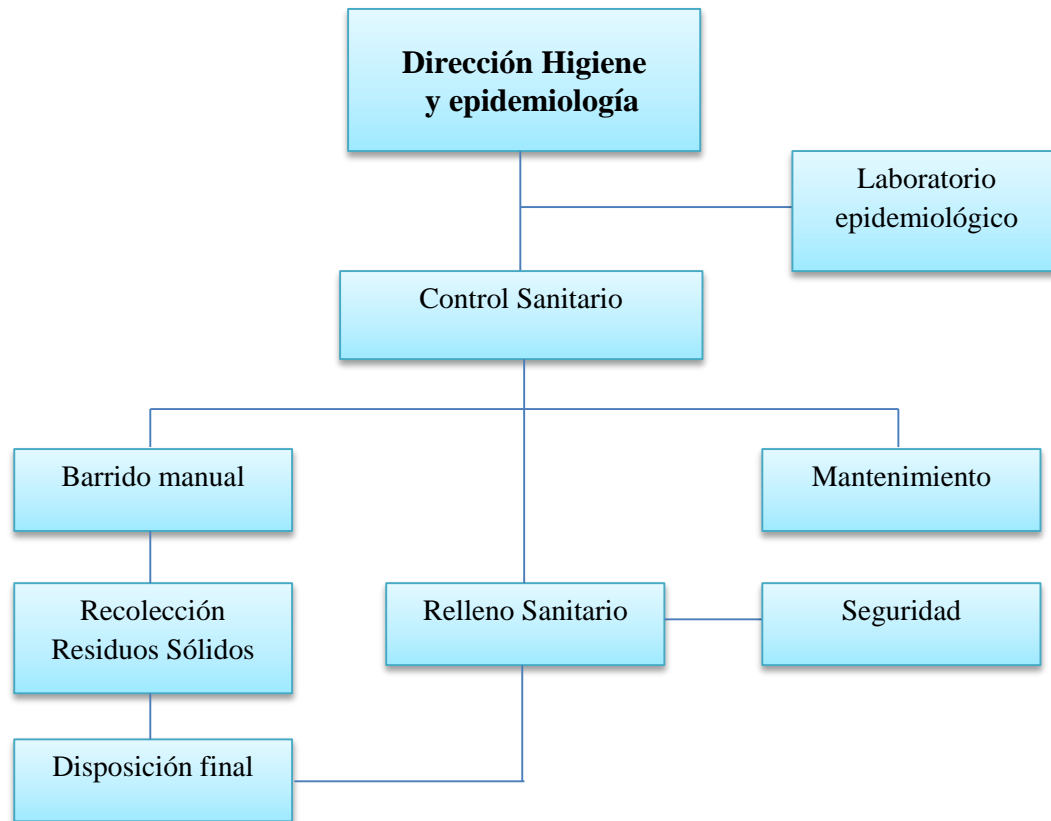 Dirección Higiene
y epidemiología
Laboratorio
epidemiológico
Control Sanitario
Barrido manual
Mantenimiento
Recolección
Residuos Sólidos
Relleno Sanitario
Seguridad
Disposición final